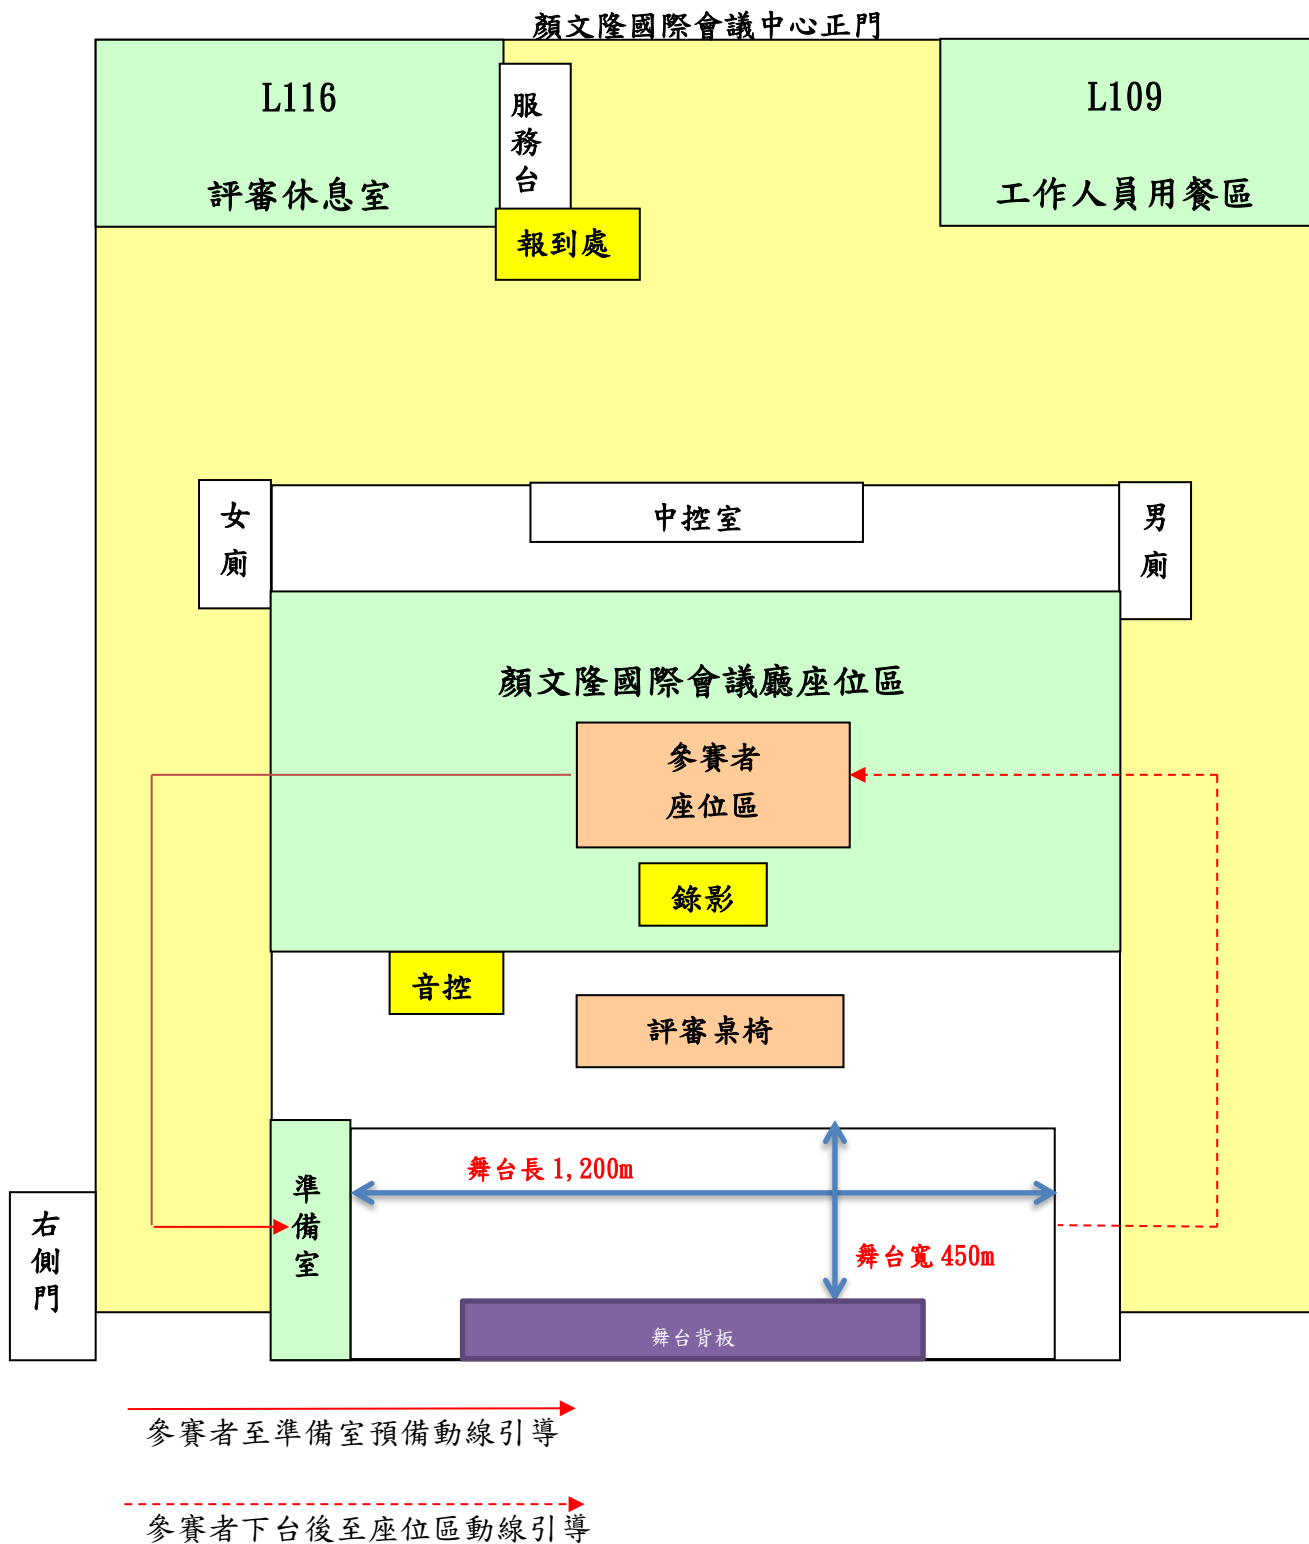 顏文隆國際會議中心正門
L116
評審休息室
服務台
報到處
L109
工作人員用餐區
女廁
中控室
男廁
顏文隆國際會議廳座位區
參賽者
座位區
錄影
音控
評審桌椅
準備室
舞台長 1,200m
舞台寬 450m
右側門
舞台背板
參賽者至準備室預備動線引導
參賽者下台後至座位區動線引導